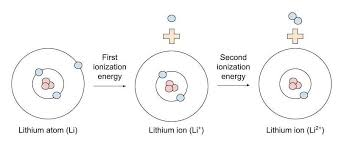 First
ionization
energy
Second
ionization
energy
Lithium atom (Li)
Lithium ion (Li⁺)
Lithium ion (Li²⁺)